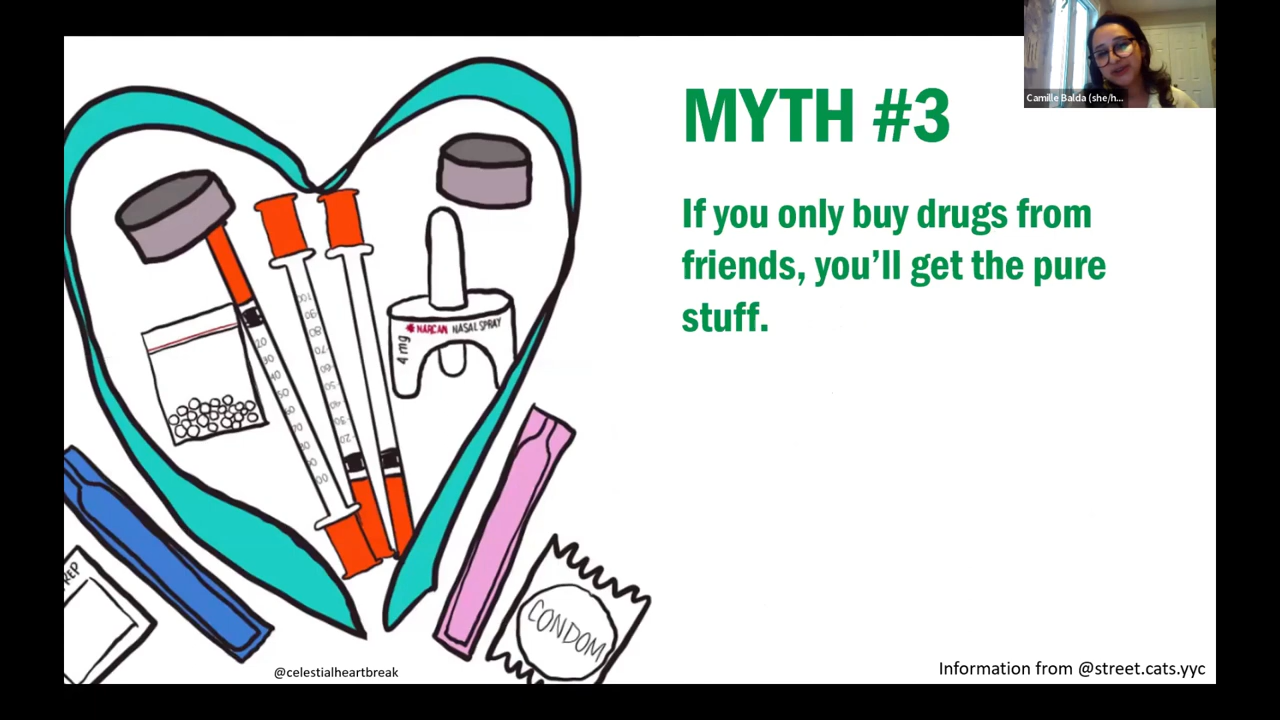 Camille Balda (she/h...
MYTH #3
If you only buy drugs from
friends, you'll get the pure
stuff.
NARCAN NASAL SPRAY
4 mg
CONDOM
@celestialheartbreak
Information from @street.cats.yyc